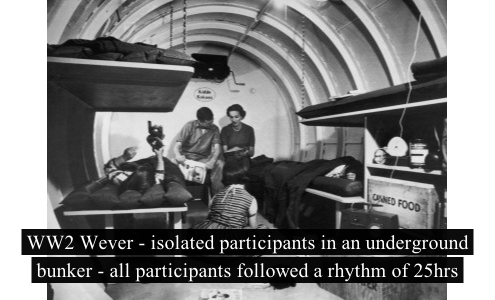 CANNED FOOD
WW2 Wever - isolated participants in an underground
bunker - all participants followed a rhythm of 25hrs